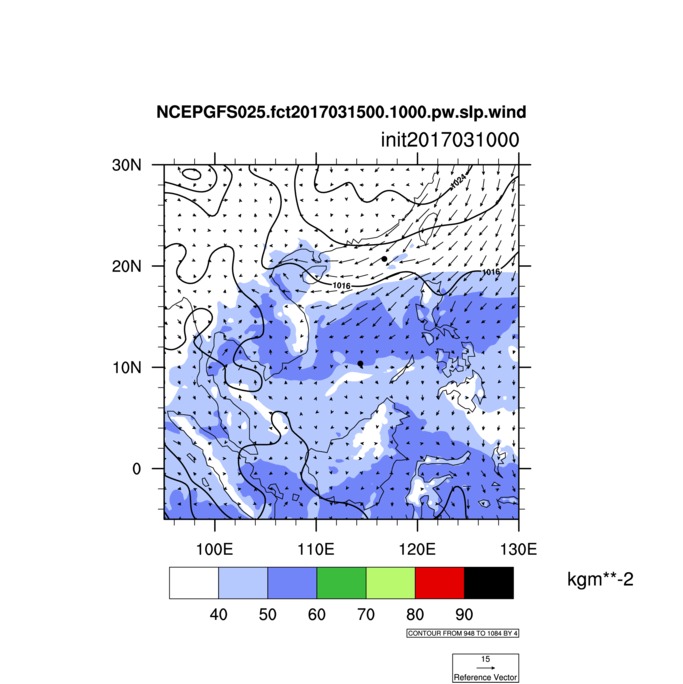 NCEPGFS025.fct2017031500.1000.pw.slp.wind
init2017031000
30N
1024
20N
1016
1016
10N
0
100E 110E 120E 130E
kgm**-2
40 50 60 70 80 90
CONTOUR FROM 948 TO 1084 BY 4
15
Reference Vector